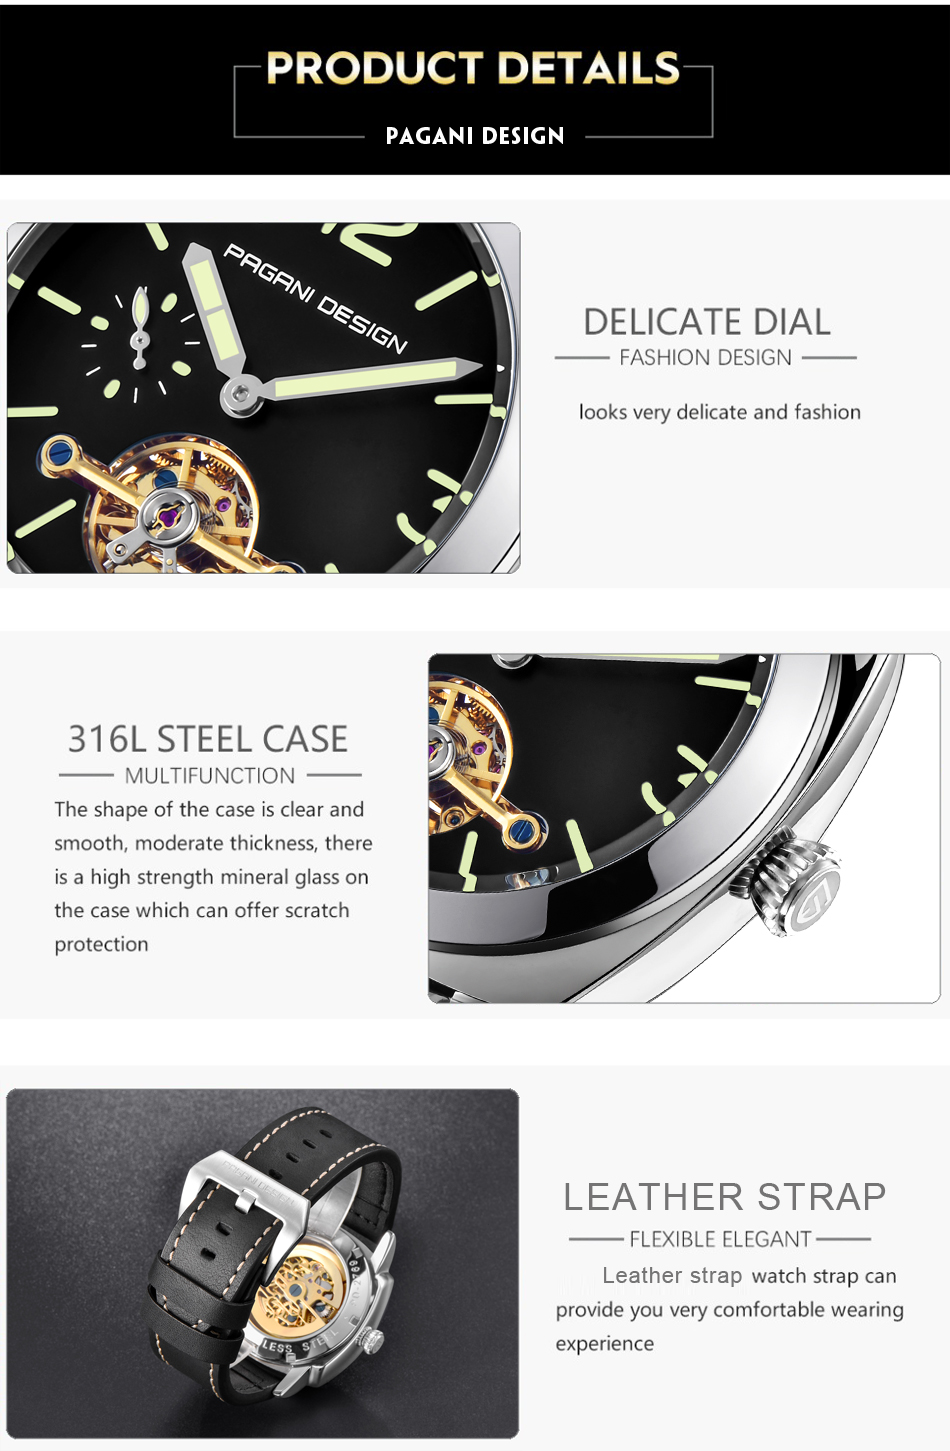 PRODUCT DETAILS
PAGANI DESIGN
12
PAGANI DESIGN
DELICATE DIAL
FASHION DESIGN
looks very delicate and fashion
316L STEEL CASE
MULTIFUNCTION
The shape of the case is clear and
smooth, moderate thickness, there
is a high strength mineral glass on
the case which can offer scratch
protection
LEATHER STRAP
FLEXIBLE ELEGANT
Leather strap watch strap can
provide you very comfortable wearing
experience
LESS STEEL